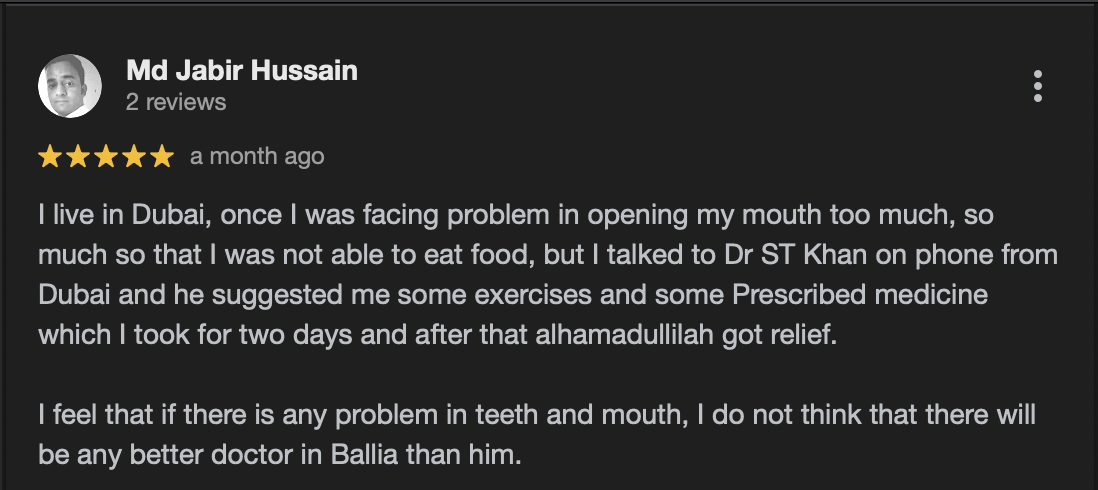 Md Jabir Hussain
2 reviews
a month ago
I live in Dubai, once I was facing problem in opening my mouth too much, so
much so that I was not able to eat food, but I talked to Dr ST Khan on phone from
Dubai and he suggested me some exercises and some Prescribed medicine
which I took for two days and after that alhamadullilah got relief.
I feel that if there is any problem in teeth and mouth, I do not think that there will
be any better doctor in Ballia than him.